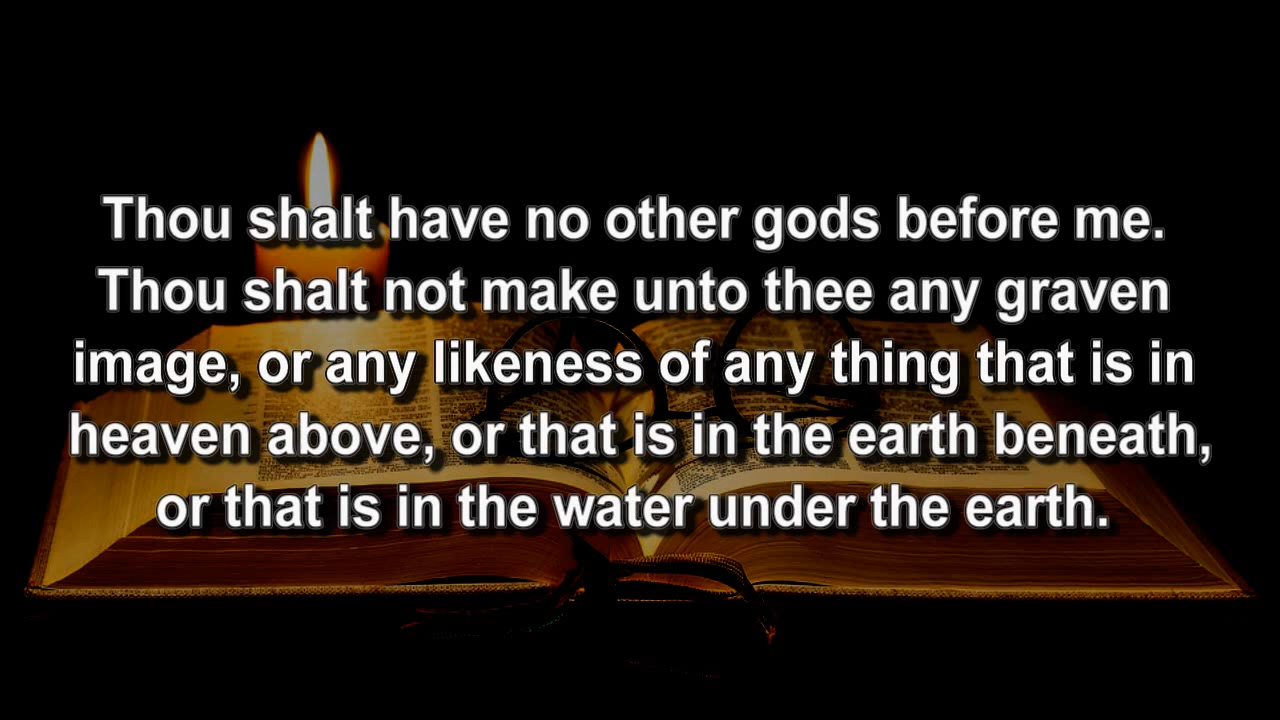 Thou shalt have no other gods before me.
Thou shalt not make unto thee any graven
image, or any likeness of any thing that is in
heaven above, or that is in the earth beneath,
or that is in the water under the earth.